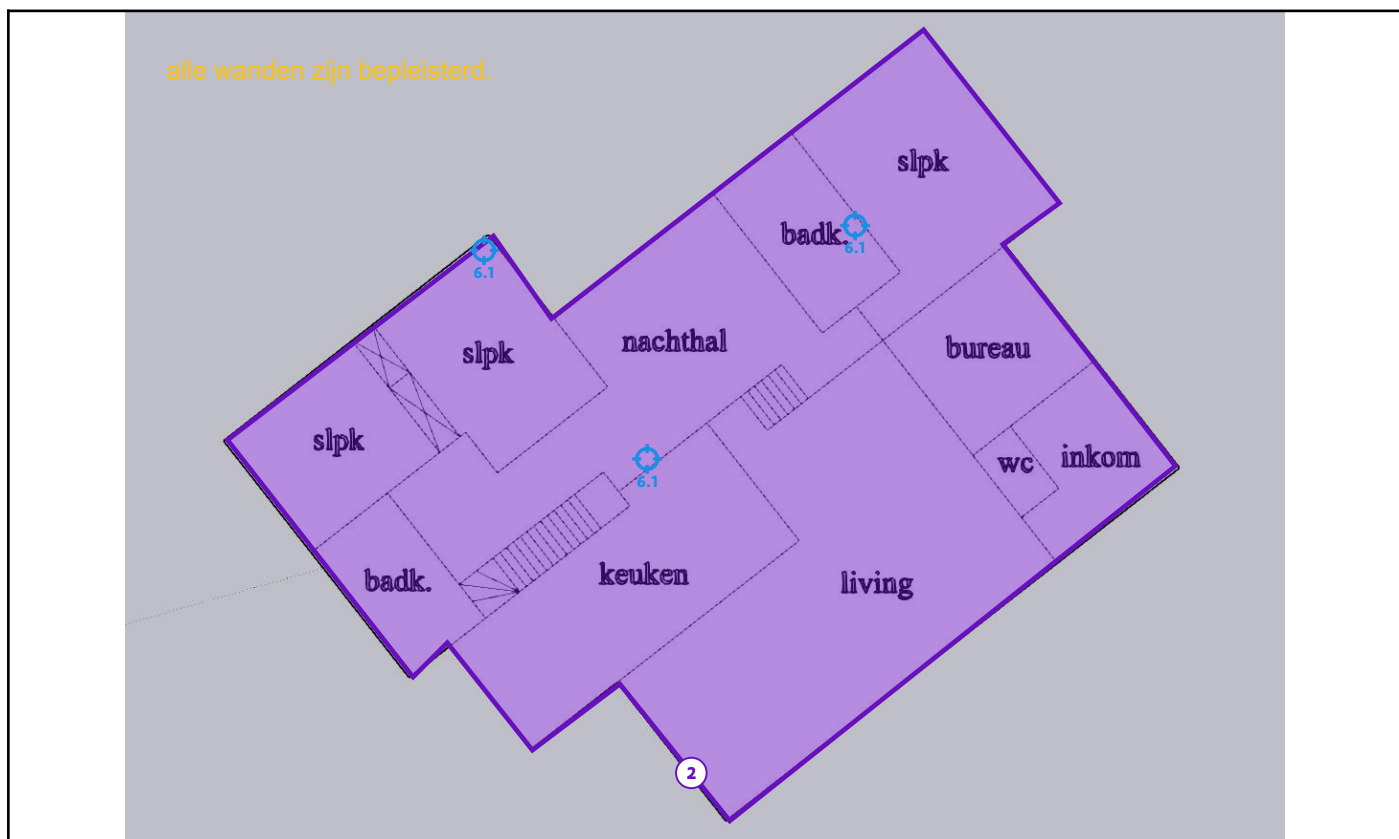 alle wanden zijn bepleisterd.
slpk
badk.
6.1
6.1
slpk
nachthal
bureau
slpk
wc
inkom
6.1
badk.
keuken
living
2